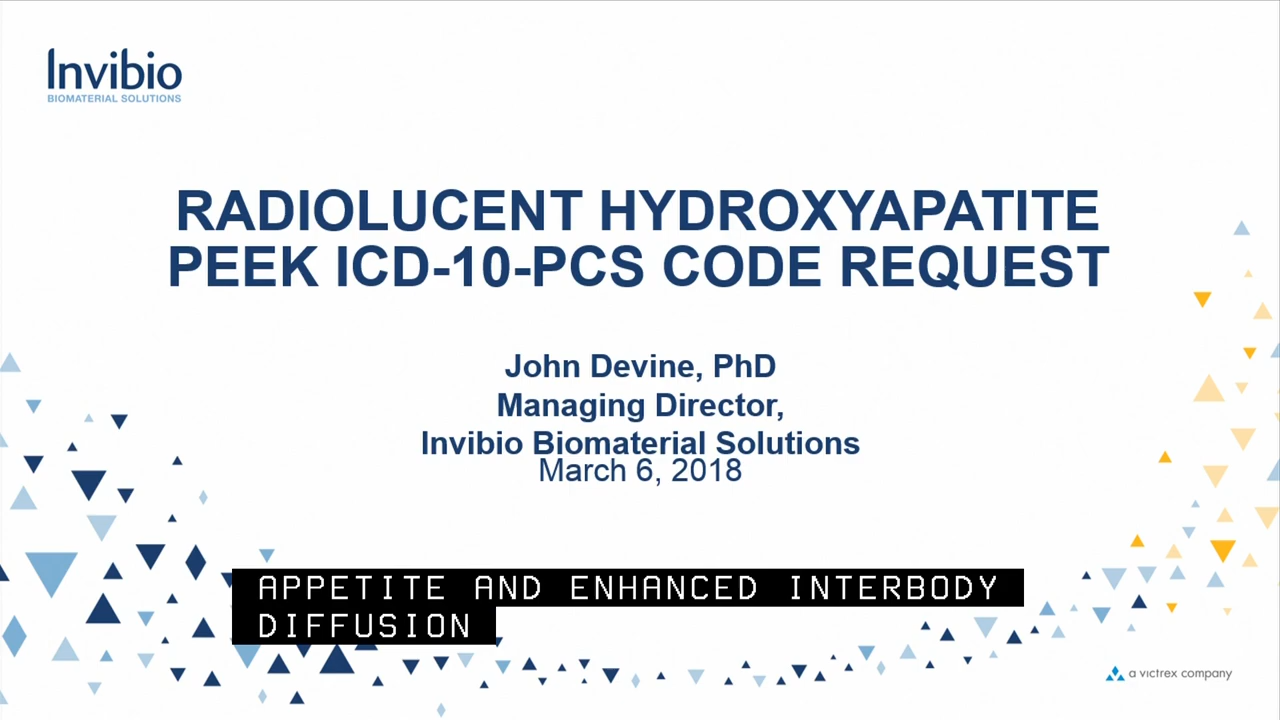 Invibio
BIOMATERIAL SOLUTIONS
RADIOLUCENT HYDROXYAPATITE
PEEK ICD-10-PCS CODE REQUEST
John Devine, PhD
Managing Director,
Invibio Biomaterial Solutions
March 6, 2018
APPETITE AND ENHANCED INTERBODY
DIFFUSION
a victrex company